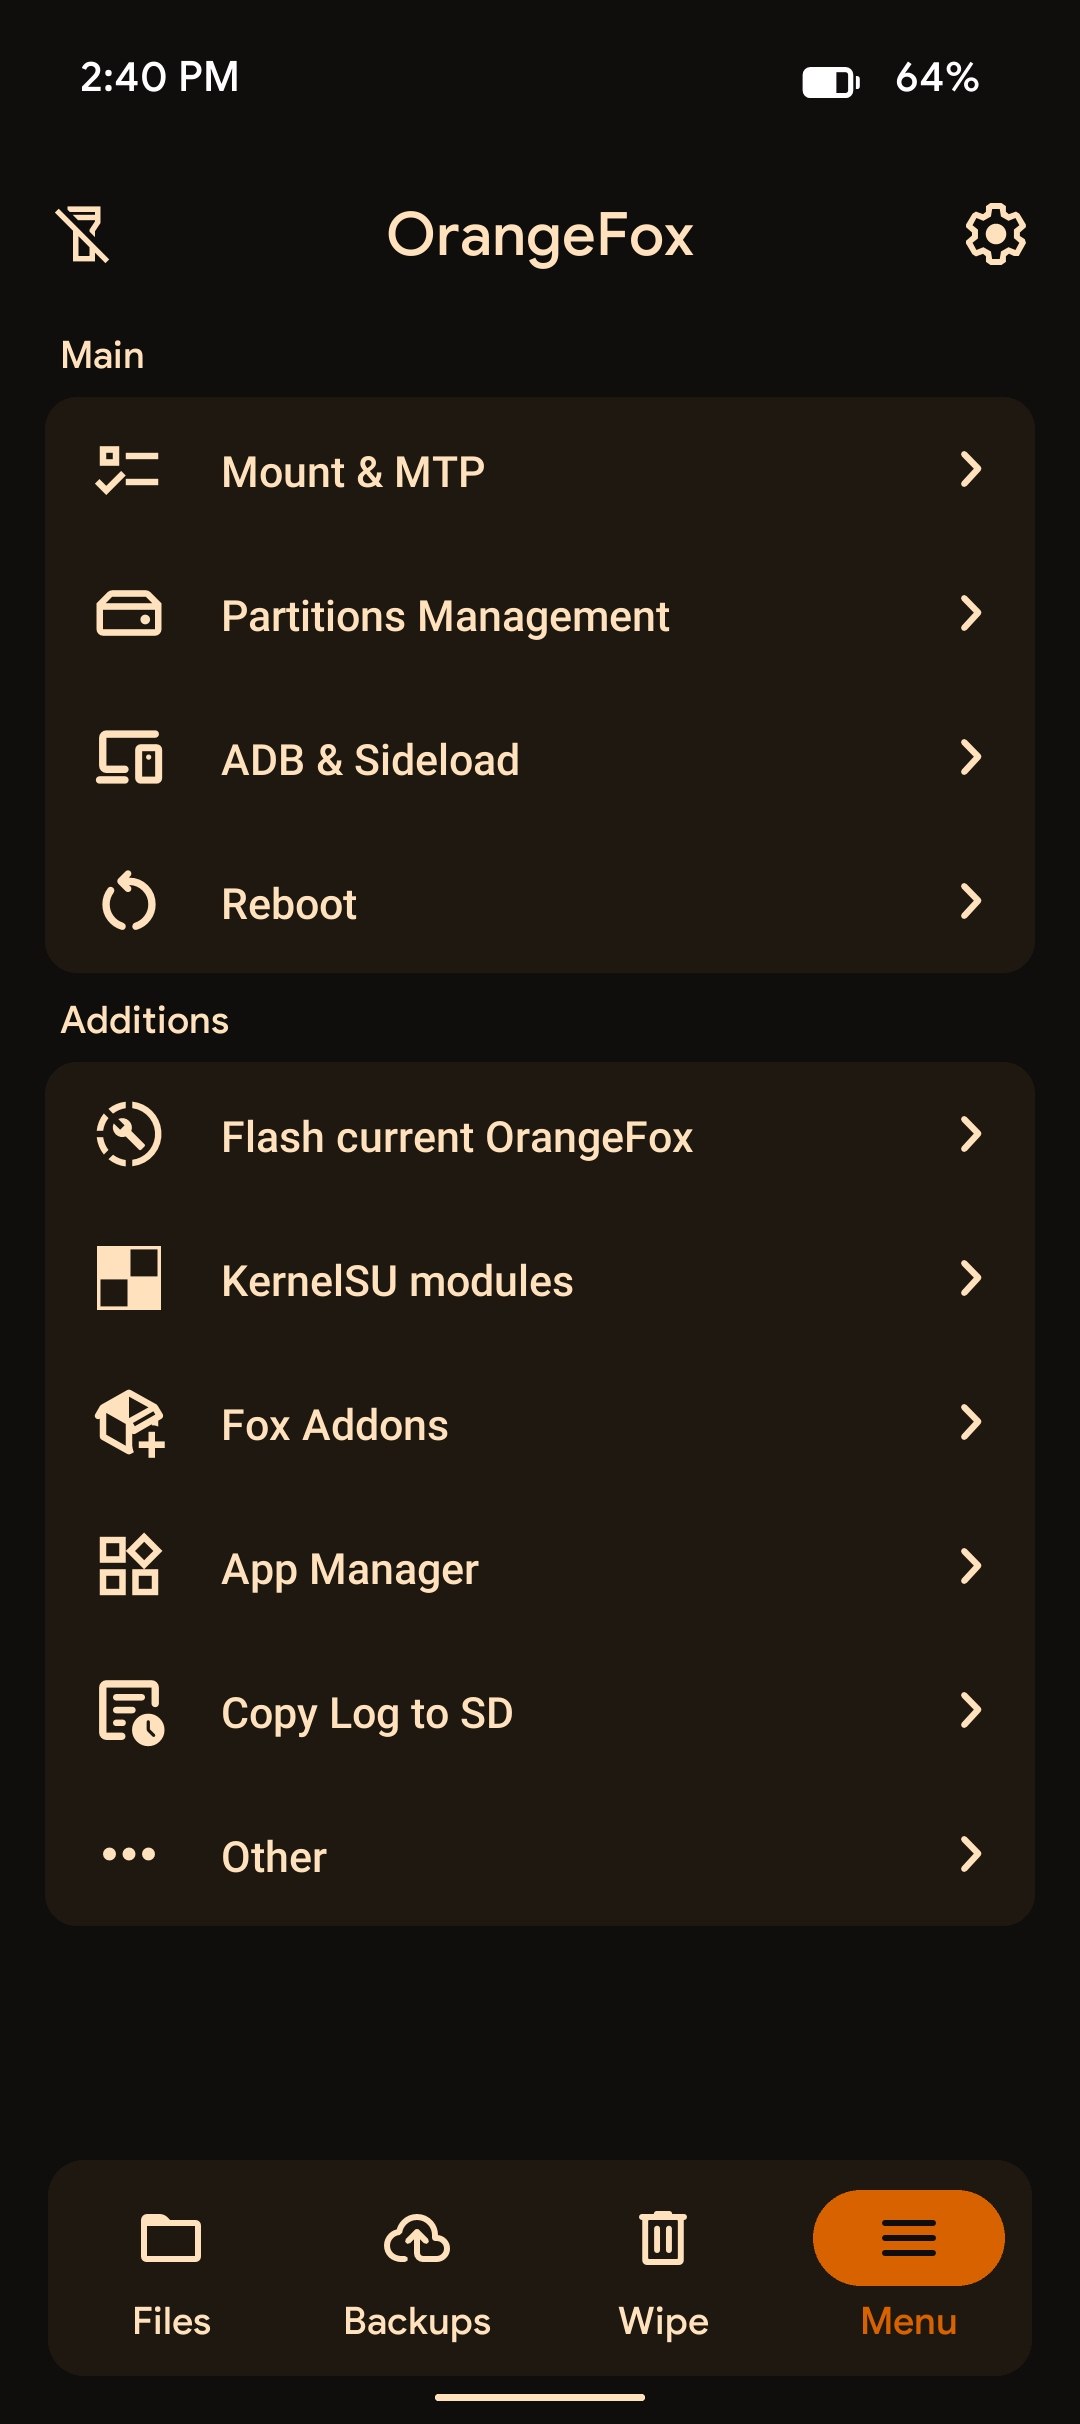 2:40 PM
64%
OrangeFox
Main
Mount & MTP
Partitions Management
ADB & Sideload
Reboot
Additions
Flash current OrangeFox
KernelSU modules
Fox Addons
App Manager
Copy Log to SD
Other
Files
Backups
Wipe
Menu